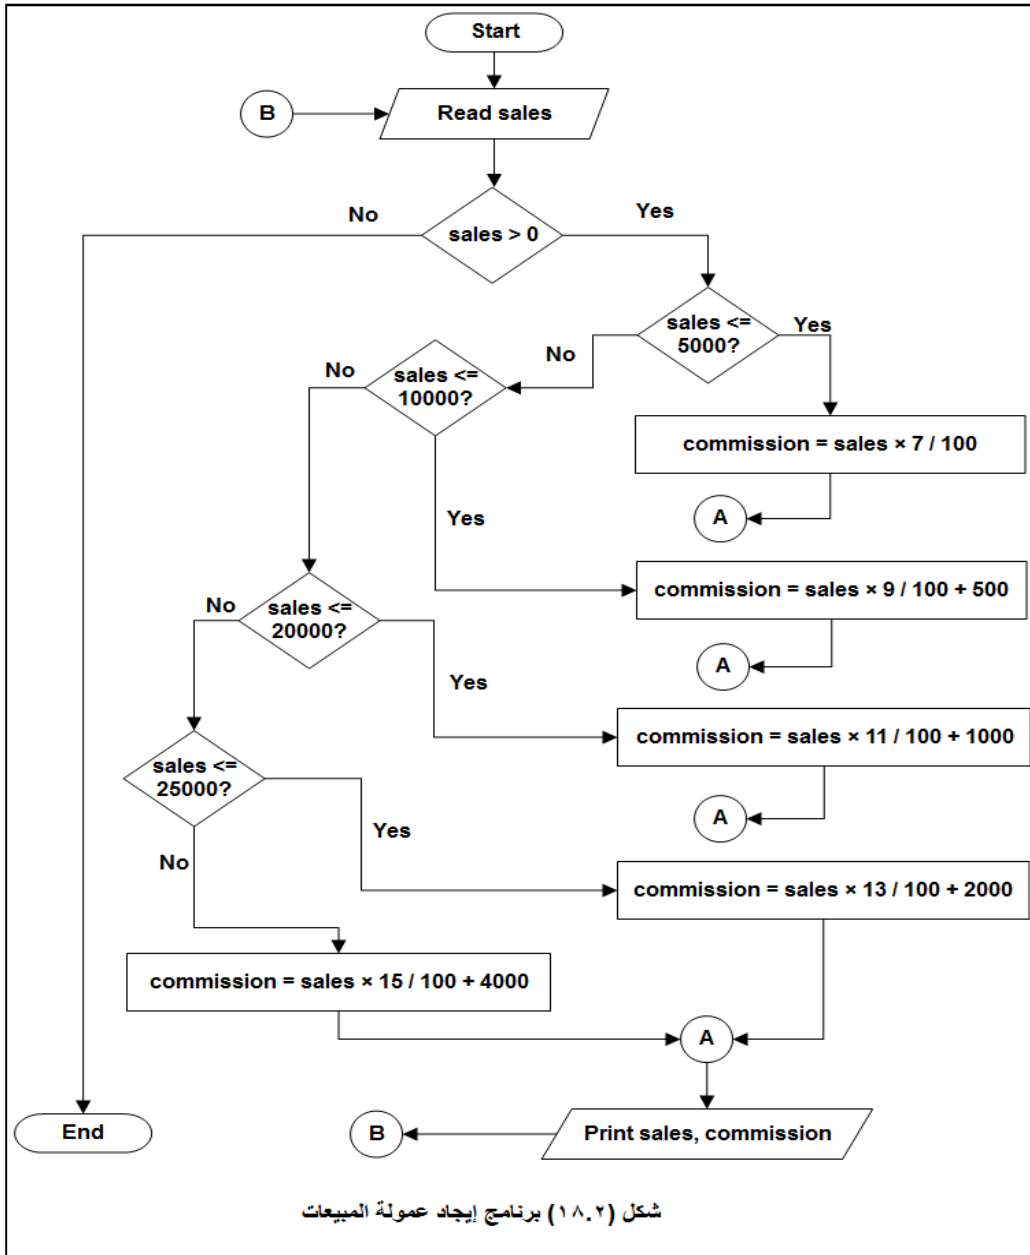 Start
B
Read sales
No
Yes
sales > 0
sales <=
5000?
Yes
No
sales <=
10000?
No
commission = sales × 7 / 100
A
Yes
commission = sales × 9 / 100 + 500
sales <=
20000?
No
A
Yes
commission = sales × 11 / 100 + 1000
sales <=
25000?
A
Yes
No
commission = sales × 13 / 100 + 2000
commission = sales × 15 / 100 + 4000
A
End
B
Print sales, commission
شكل (١٨.٢) برنامج إيجاد عمولة المبيعات